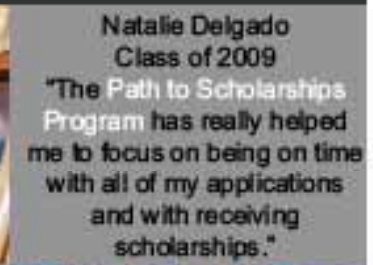 Natalie Delgado
Class of 2009
"The Path to Scholarships
Program has really helped
me to focus on being on time
with all of my applications
and with receiving
scholarships."